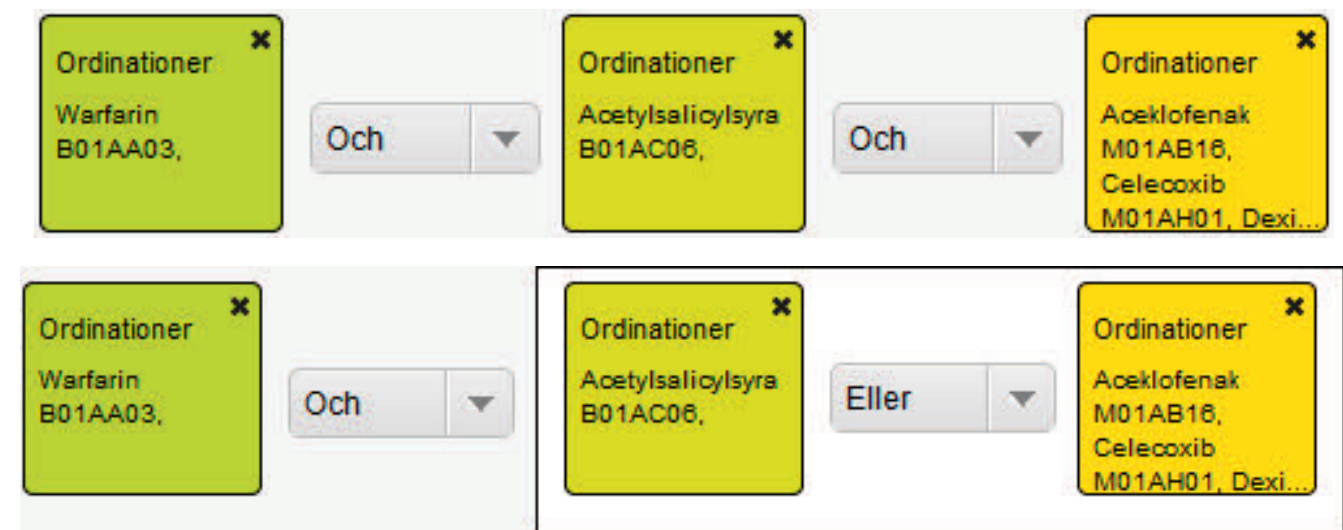 Ordinationer
Warfarin
B01AA03,
Och
Ordinationer
Acetylsalicylsyra
B01AC06,
Och
Ordinationer
Aceklofenak
M01AB16,
Celecoxib
M01AH01, Dexi...
Ordinationer
Warfarin
B01AA03,
Och
Ordinationer
Acetylsalicylsyra
B01AC06,
Eller
Ordinationer
Aceklofenak
M01AB16,
Celecoxib
M01AH01, Dexi...